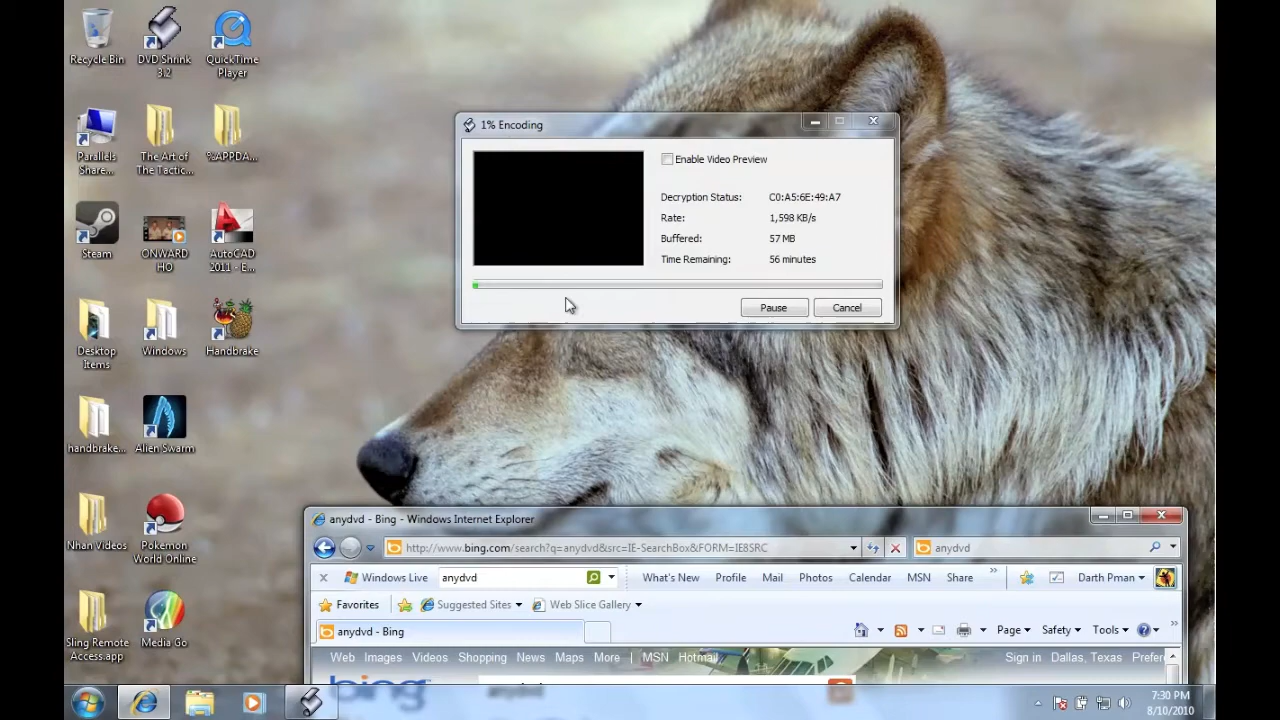 Recycle Bin
DVD Shrink 3.2
QuickTime Player
Parallels Share...
The Art of The Tactic...
%APPDA...
Steam
ONWARD HO
AutoCAD 2011 - E...
Desktop Items
Windows
Handbrake
handbrake...
Alien Swarm
Nhan Videos
Pokemon World Online
Sling Remote Access.app
Media Go
1% Encoding
Enable Video Preview
Decryption Status: C0:A5:6E:49:A7
Rate: 1,598 KB/s
Buffered: 57 MB
Time Remaining: 56 minutes
Pause Cancel
anydvd - Bing - Windows Internet Explorer
http://www.bing.com/search?q=anydvd&src=IE-SearchBox&FORM=IE8SRC anydvd
Windows Live anydvd What's New Profile Mail Photos Calendar MSN Share Darth Pman
Favorites Suggested Sites Web Slice Gallery
anydvd - Bing Page Safety Tools
Web Images Videos Shopping News Maps More | MSN Hotmail Sign in Dallas, Texas Prefer
bing anydvd
7:30 PM
8/10/2010